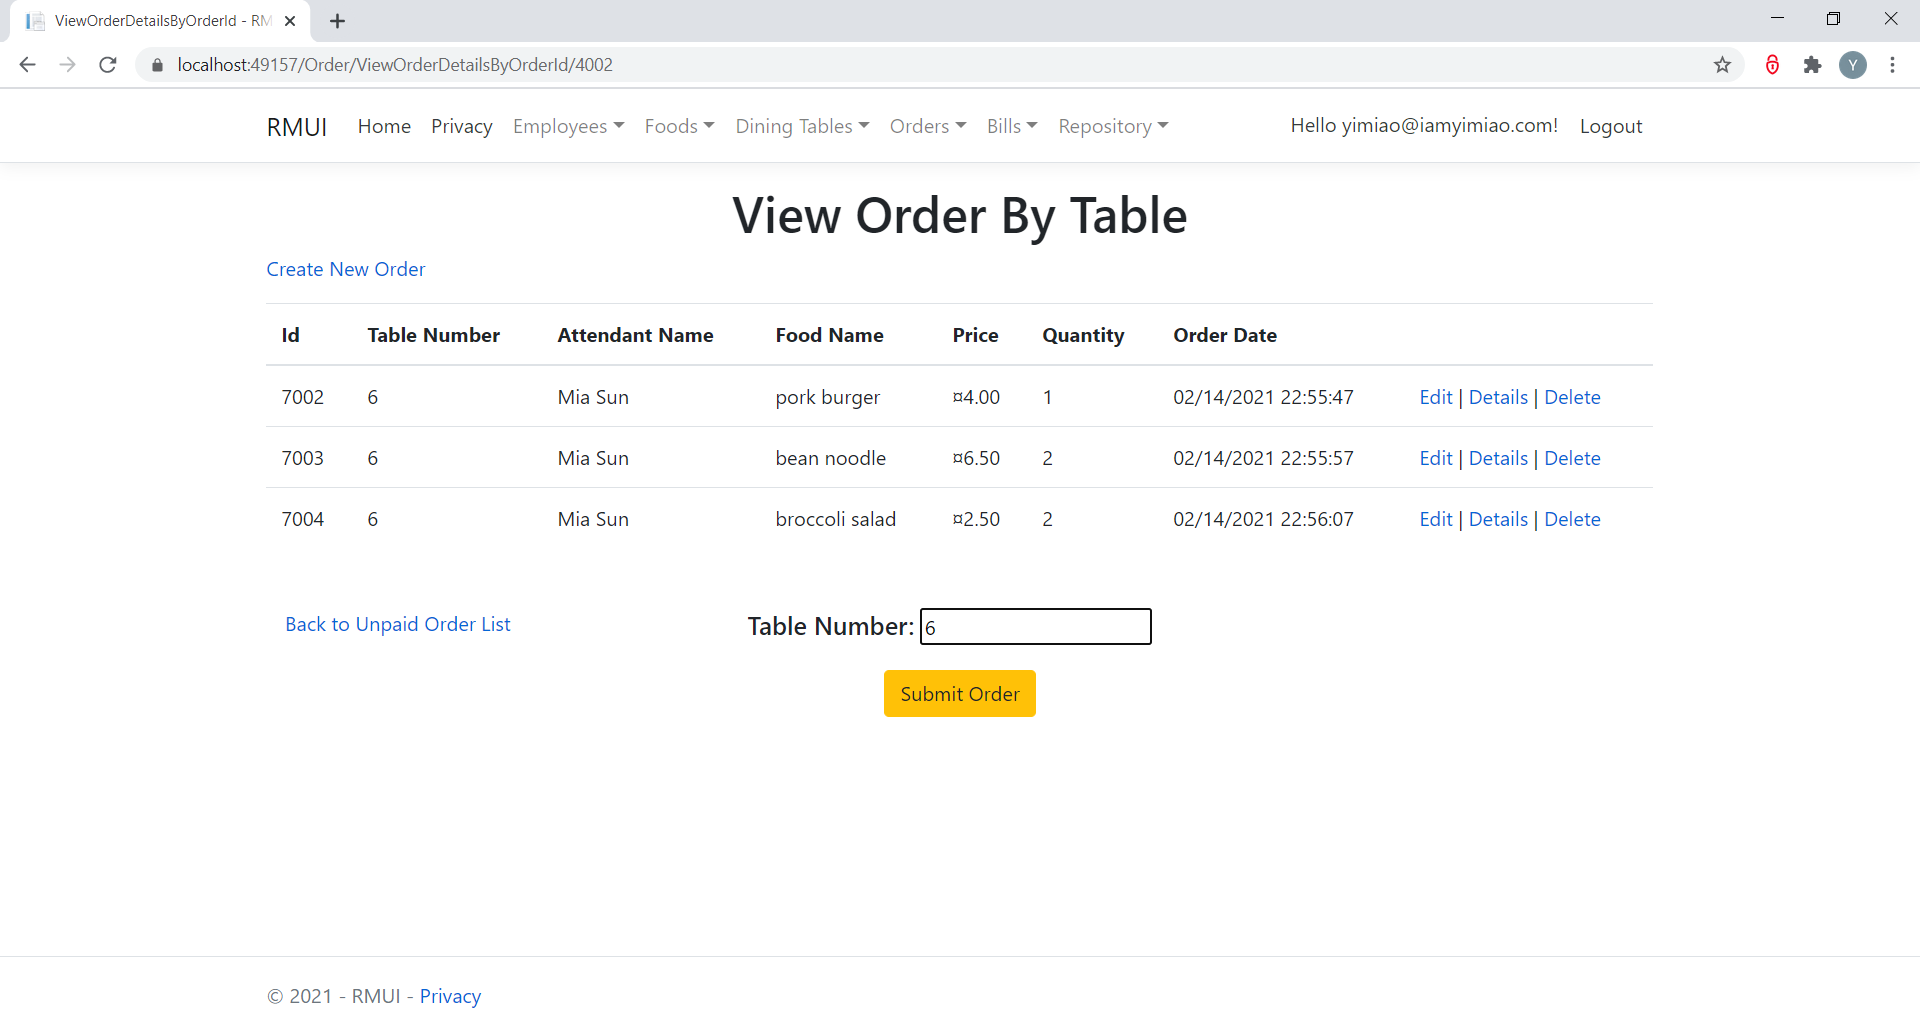 ViewOrderDetailsByOrderId - RM
localhost:49157/Order/ViewOrderDetailsByOrderId/4002
Y
RMUI Home Privacy Employees Foods Dining Tables Orders Bills Repository Hello yimiao@iamyimiao.com! Logout
View Order By Table
Create New Order
Id Table Number Attendant Name Food Name Price Quantity Order Date
7002 6 Mia Sun pork burger ¤4.00 1 02/14/2021 22:55:47 Edit | Details | Delete
7003 6 Mia Sun bean noodle ¤6.50 2 02/14/2021 22:55:57 Edit | Details | Delete
7004 6 Mia Sun broccoli salad ¤2.50 2 02/14/2021 22:56:07 Edit | Details | Delete
Back to Unpaid Order List Table Number: 6
Submit Order
© 2021 - RMUI - Privacy